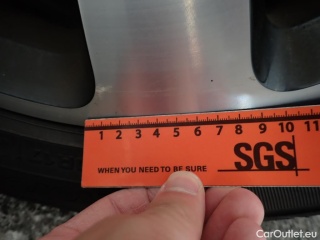 1 2 3 4 5 6 7 8 9 10 11
WHEN YOU NEED TO BE SURE SGS
CarOutlet.eu